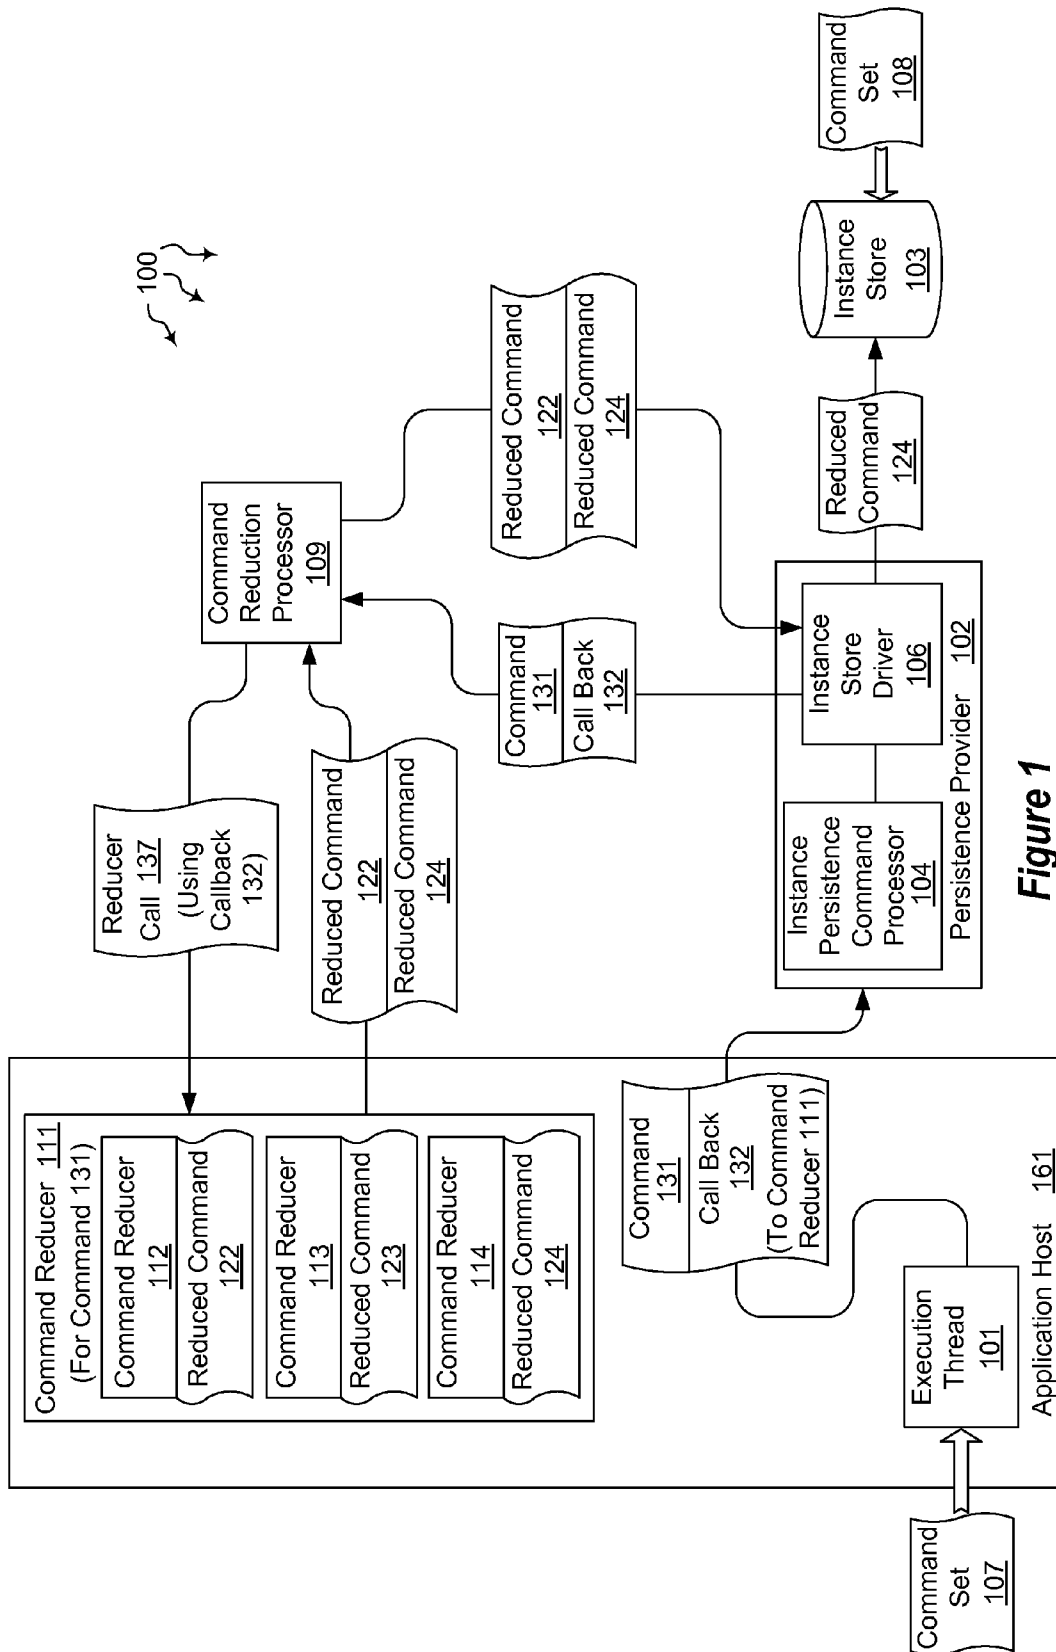 100
Command Reducer 111
(For Command 131)
Command Reducer
112
Reduced Command
122
Command Reducer
113
Reduced Command
123
Command Reducer
114
Reduced Command
124
Reducer
Call 137
(Using
Callback
132)
Reduced Command
122
Reduced Command
124
Command
Reduction
Processor
109
Command
131
Call Back
132
Reduced Command
122
Reduced Command
124
Command
131
Call Back
132
(To Command
Reducer 111)
Command
Set
107
Execution
Thread
101
Application Host 161
Instance
Persistence
Command
Processor
104
Instance
Store
Driver
106
Persistence Provider 102
Reduced
Command
124
Instance
Store
103
Command
Set
108
Figure 1